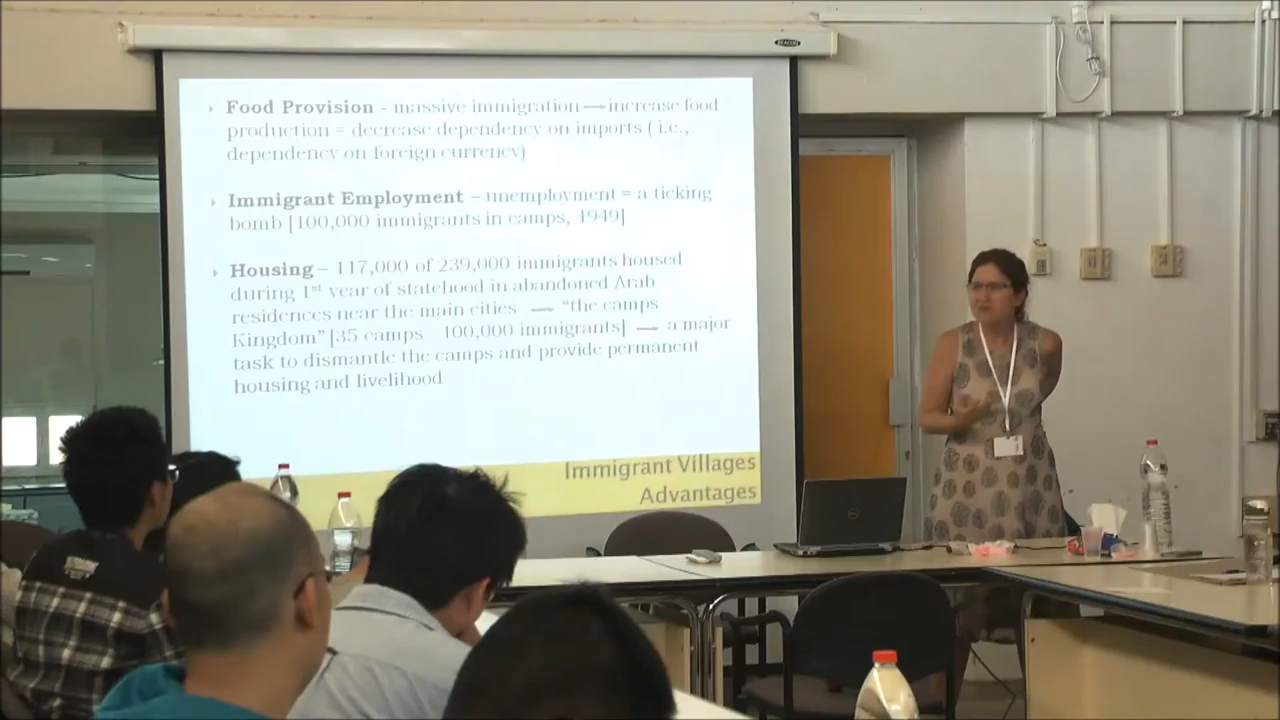 Food Provision - massive immigration → increase food
production = decrease dependency on imports ( i.e.,
dependency on foreign currency)
Immigrant Employment – unemployment = a ticking
bomb [100,000 immigrants in camps, 1949]
Housing – 117,000 of 239,000 immigrants housed
during 1st year of statehood in abandoned Arab
residences near the main cities → "the camps
Kingdom" [35 camps – 100,000 immigrants] → a major
task to dismantle the camps and provide permanent
housing and livelihood
Immigrant Villages
Advantages